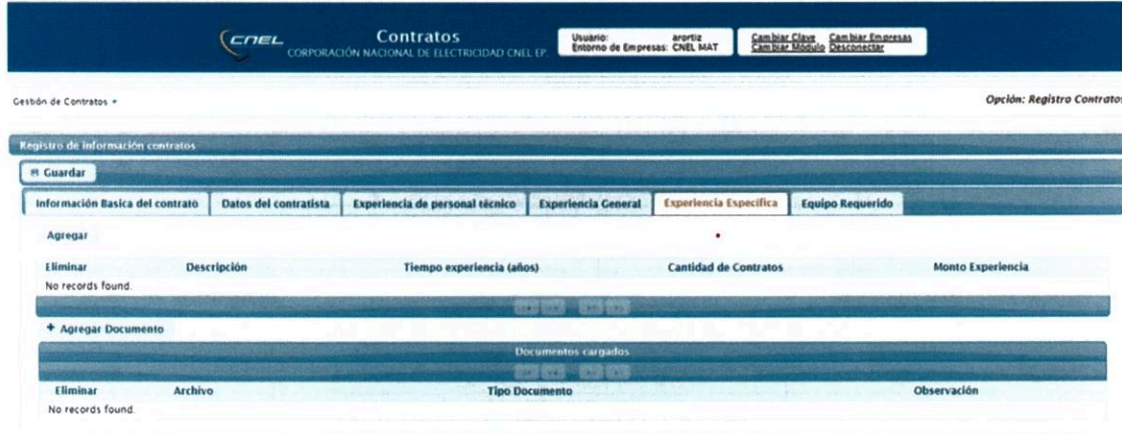 CNEL
Contratos
CORPORACIÓN NACIONAL DE ELECTRICIDAD CNEL EP.
Usuario: arortiz
Entorno de Empresas: CNEL MAT
Cambiar Clave Cambiar Empresas
Cambiar Módulo Desconectar
Gestión de Contratos
Opción: Registro Contratos
Registro de información contratos
Guardar
Información Basica del contrato Datos del contratista Experiencia de personal técnico Experiencia General Experiencia Específica Equipo Requerido
Agregar
Eliminar Descripción Tiempo experiencia (años) Cantidad de Contratos Monto Experiencia
No records found.
+ Agregar Documento
Documentos cargados
Eliminar Archivo Tipo Documento Observación
No records found.